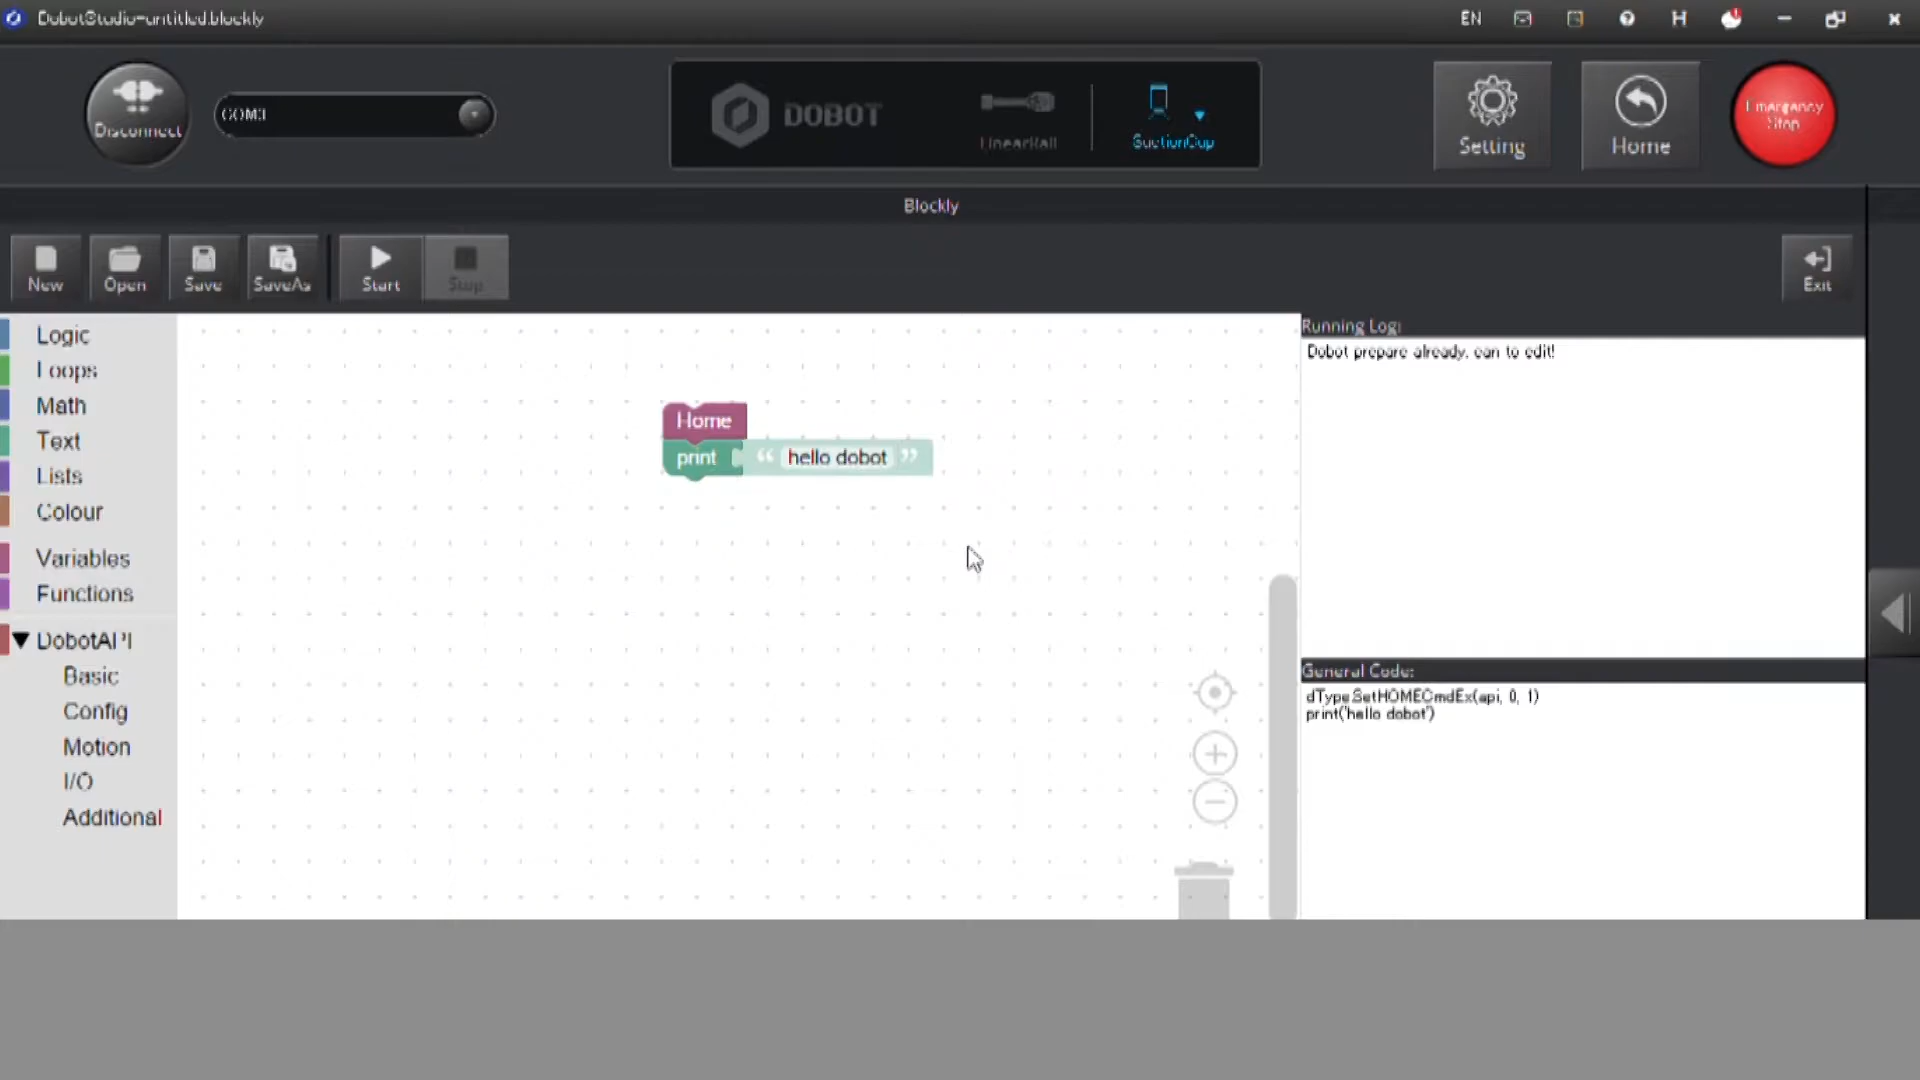 DobotStudio-untitled.blockly
EN
H
Disconnect
COM3
DOBOT
LinearRail
SuctionCup
Setting
Home
Emergency
Stop
Blockly
New
Open
Save
SaveAs
Start
Stop
Exit
Logic
Loops
Math
Text
Lists
Colour
Variables
Functions
DobotAPI
Basic
Config
Motion
I/O
Additional
Home
print “ hello dobot ”
Running Log:
Dobot prepare already, can to edit!
General Code:
dType.SetHOMECmdEx(api, 0, 1)
print('hello dobot')